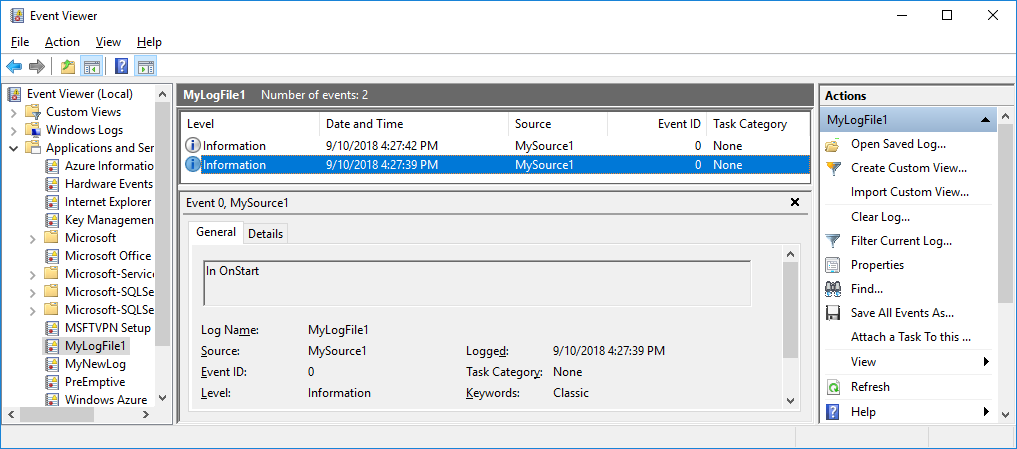 Event Viewer
File Action View Help
Event Viewer (Local)
Custom Views
Windows Logs
Applications and Ser
Azure Informatio
Hardware Events
Internet Explorer
Key Managemen
Microsoft
Microsoft Office
Microsoft-Service
Microsoft-SQLSe
Microsoft-SQLSe
MSFTVPN Setup
MyLogFile1
MyNewLog
PreEmptive
Windows Azure
MyLogFile1 Number of events: 2
Level Date and Time Source Event ID Task Category
Information 9/10/2018 4:27:42 PM MySource1 0 None
Information 9/10/2018 4:27:39 PM MySource1 0 None
Event 0, MySource1
General Details
In OnStart
Log Name: MyLogFile1
Source: MySource1 Logged: 9/10/2018 4:27:39 PM
Event ID: 0 Task Category: None
Level: Information Keywords: Classic
Actions
MyLogFile1
Open Saved Log...
Create Custom View...
Import Custom View...
Clear Log...
Filter Current Log...
Properties
Find...
Save All Events As...
Attach a Task To this ...
View
Refresh
Help